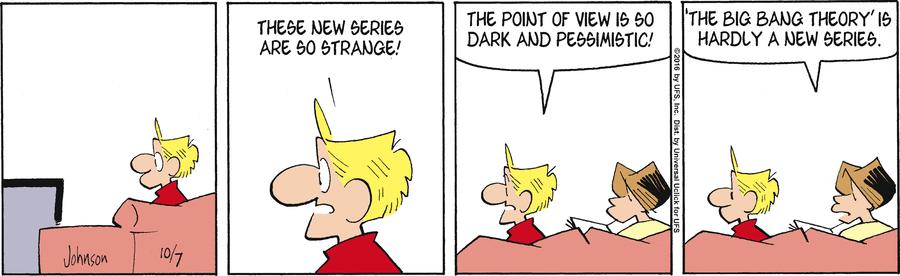 Johnson
10/7
THESE NEW SERIES
ARE SO STRANGE!
THE POINT OF VIEW IS SO
DARK AND PESSIMISTIC!
©2016 by UFS, Inc. Dist. by Universal Uclick for UFS
'THE BIG BANG THEORY' IS
HARDLY A NEW SERIES.